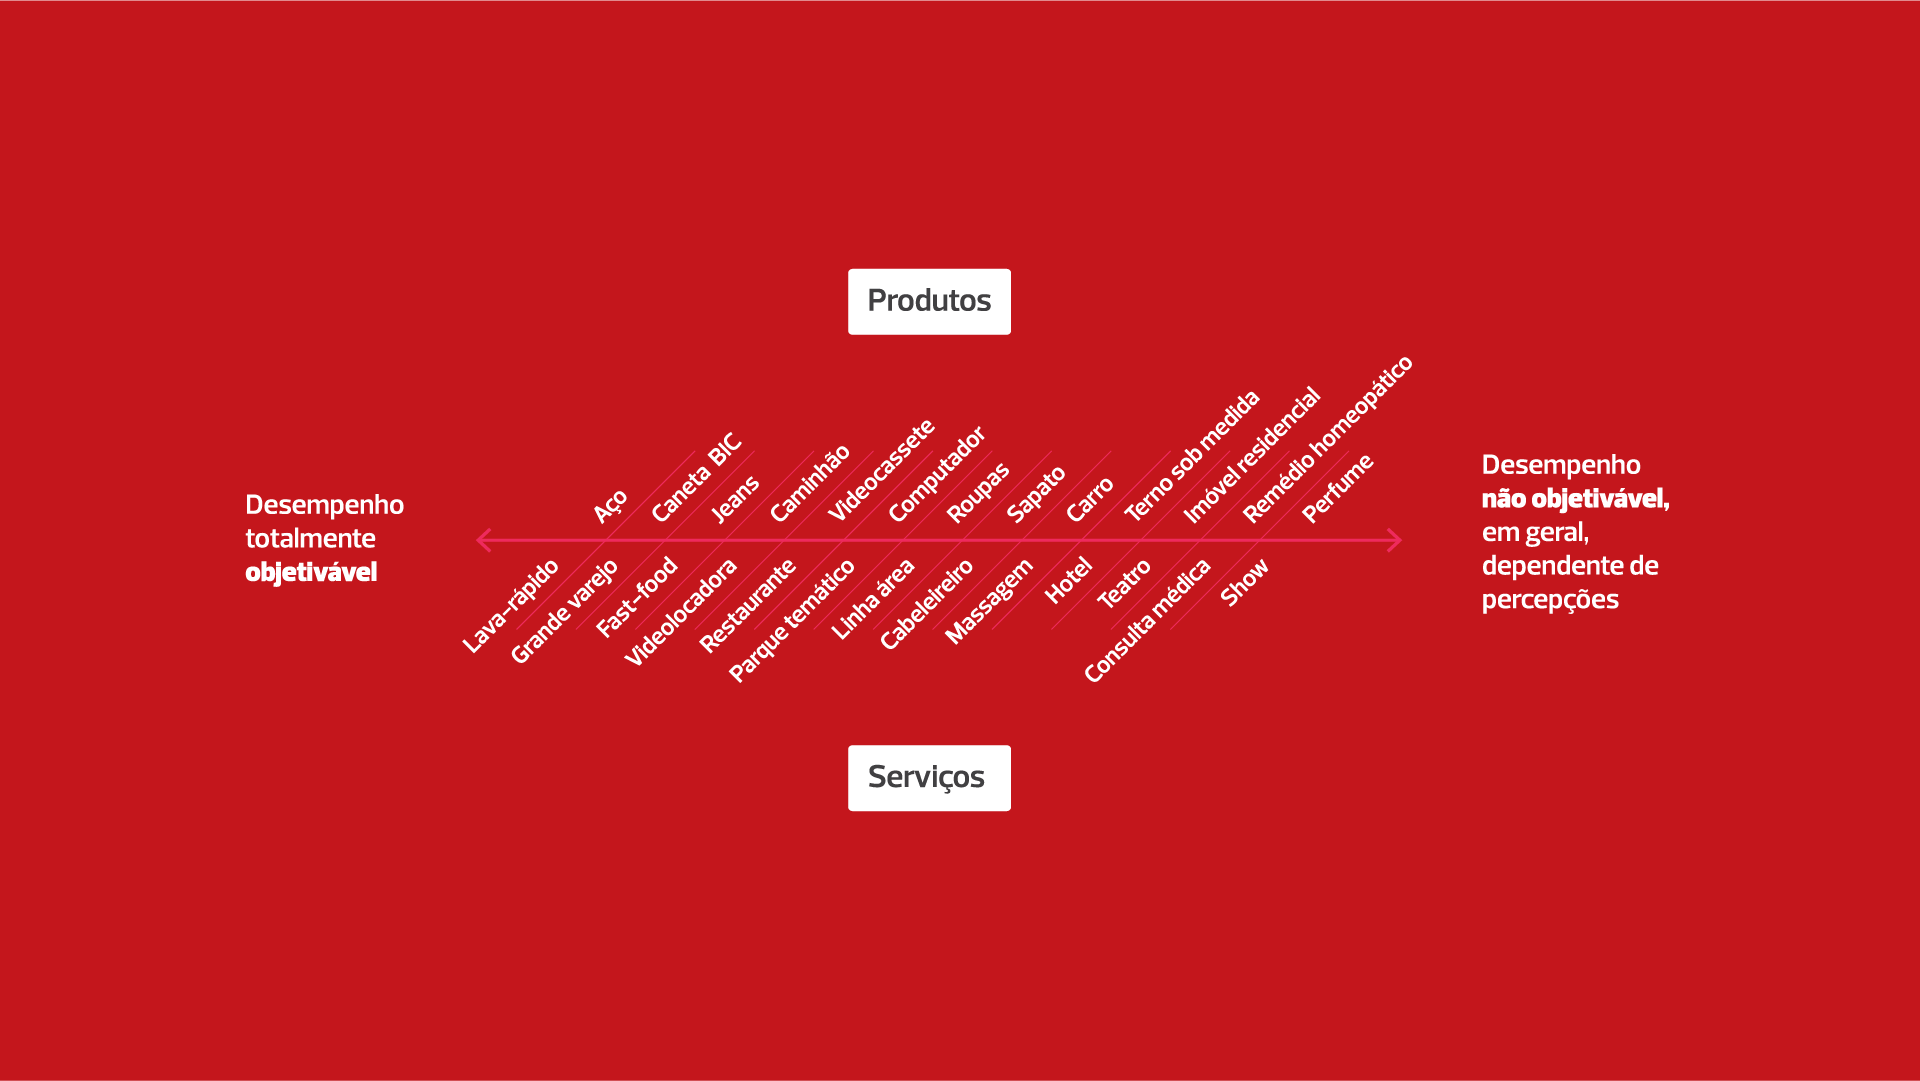 Produtos
Desempenho
totalmente
objetivável
Aço
Caneta BIC
Jeans
Caminhão
Videocassete
Computador
Roupas
Sapato
Carro
Terno sob medida
Imóvel residencial
Remédio homeopático
Perfume
Lava-rápido
Grande varejo
Fast-food
Videolocadora
Restaurante
Parque temático
Linha área
Cabeleireiro
Massagem
Hotel
Teatro
Consulta médica
Show
Desempenho
não objetivável,
em geral,
dependente de
percepções
Serviços